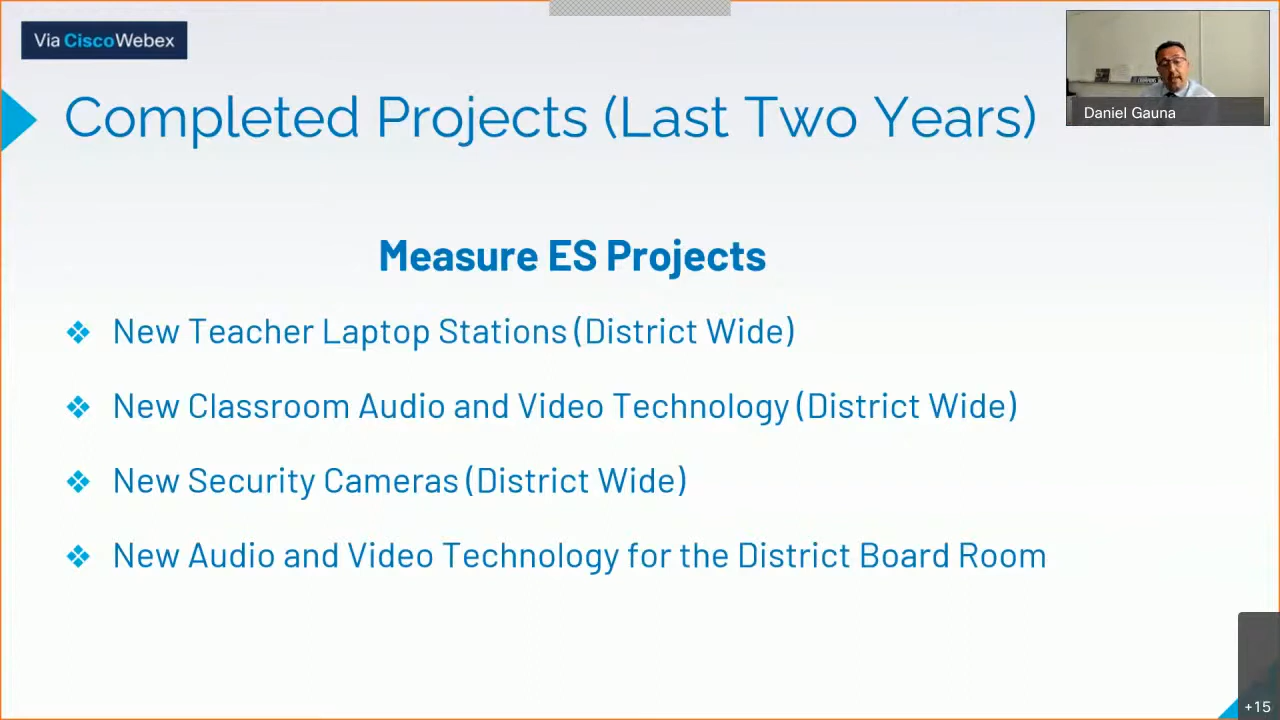 Via CiscoWebex
Completed Projects (Last Two Years)
Daniel Gauna
Measure ES Projects
New Teacher Laptop Stations (District Wide)
New Classroom Audio and Video Technology (District Wide)
New Security Cameras (District Wide)
New Audio and Video Technology for the District Board Room
+15